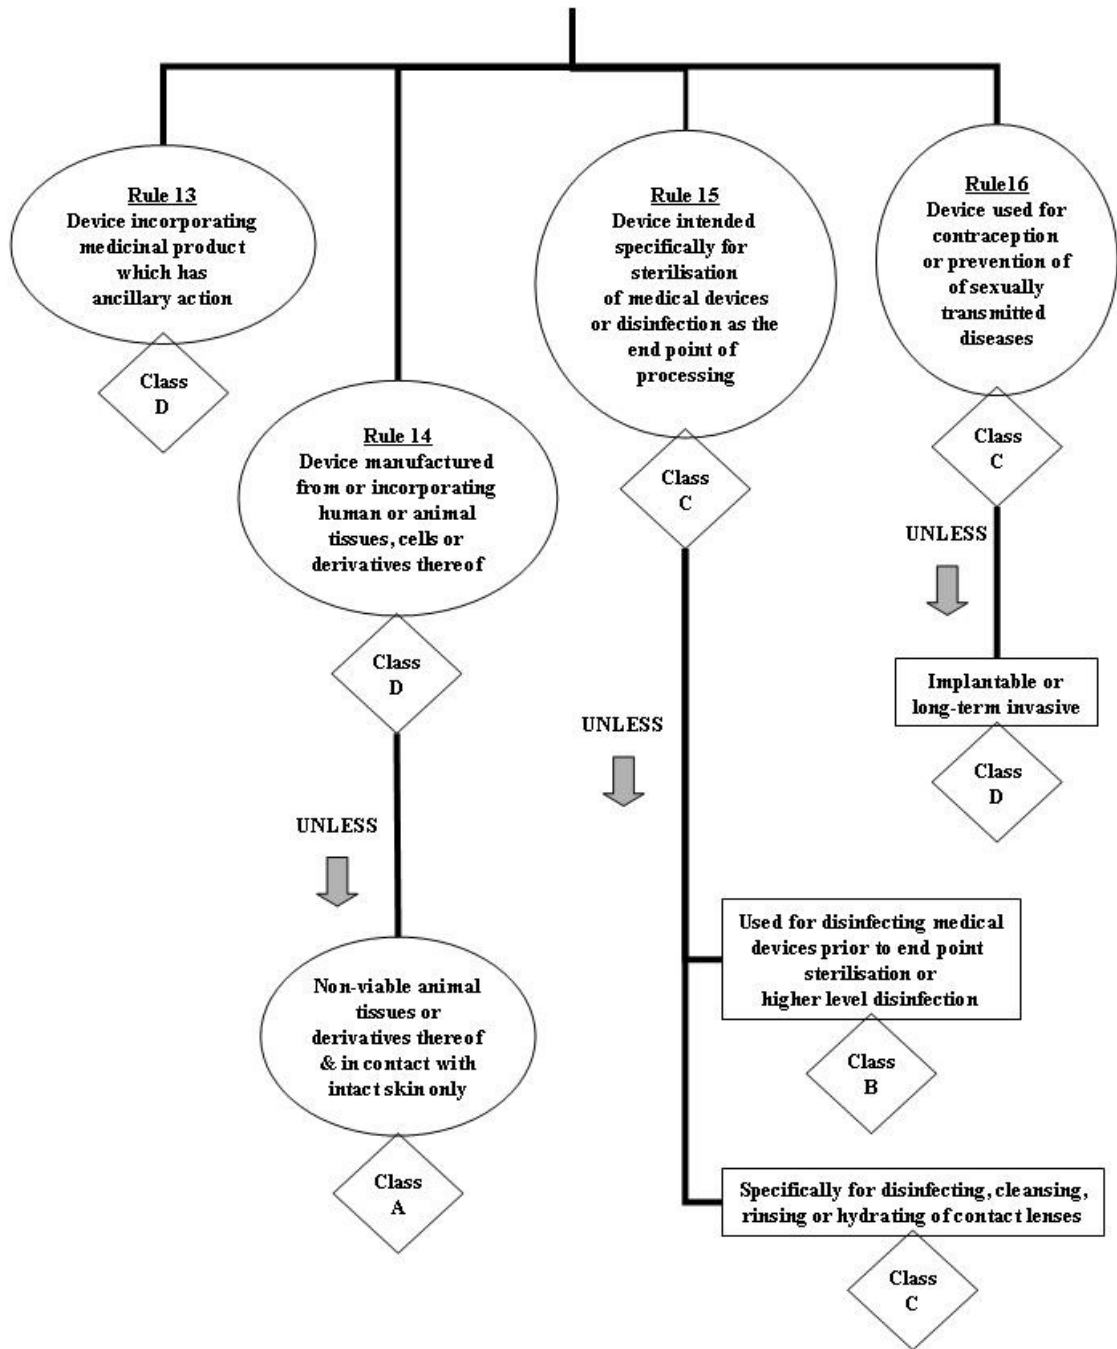 Rule 13
Device incorporating
medicinal product
which has
ancillary action
Class
D
Rule 14
Device manufactured
from or incorporating
human or animal
tissues, cells or
derivatives thereof
Class
D
UNLESS
Non-viable animal
tissues or
derivatives thereof
& in contact with
intact skin only
Class
A
Rule 15
Device intended
specifically for
sterilisation
of medical devices
or disinfection as the
end point of
processing
Class
C
UNLESS
Used for disinfecting medical
devices prior to end point
sterilisation or
higher level disinfection
Class
B
Specifically for disinfecting, cleansing,
rinsing or hydrating of contact lenses
Class
C
Rule16
Device used for
contraception
or prevention of
of sexually
transmitted
diseases
Class
C
UNLESS
Implantable or
long-term invasive
Class
D